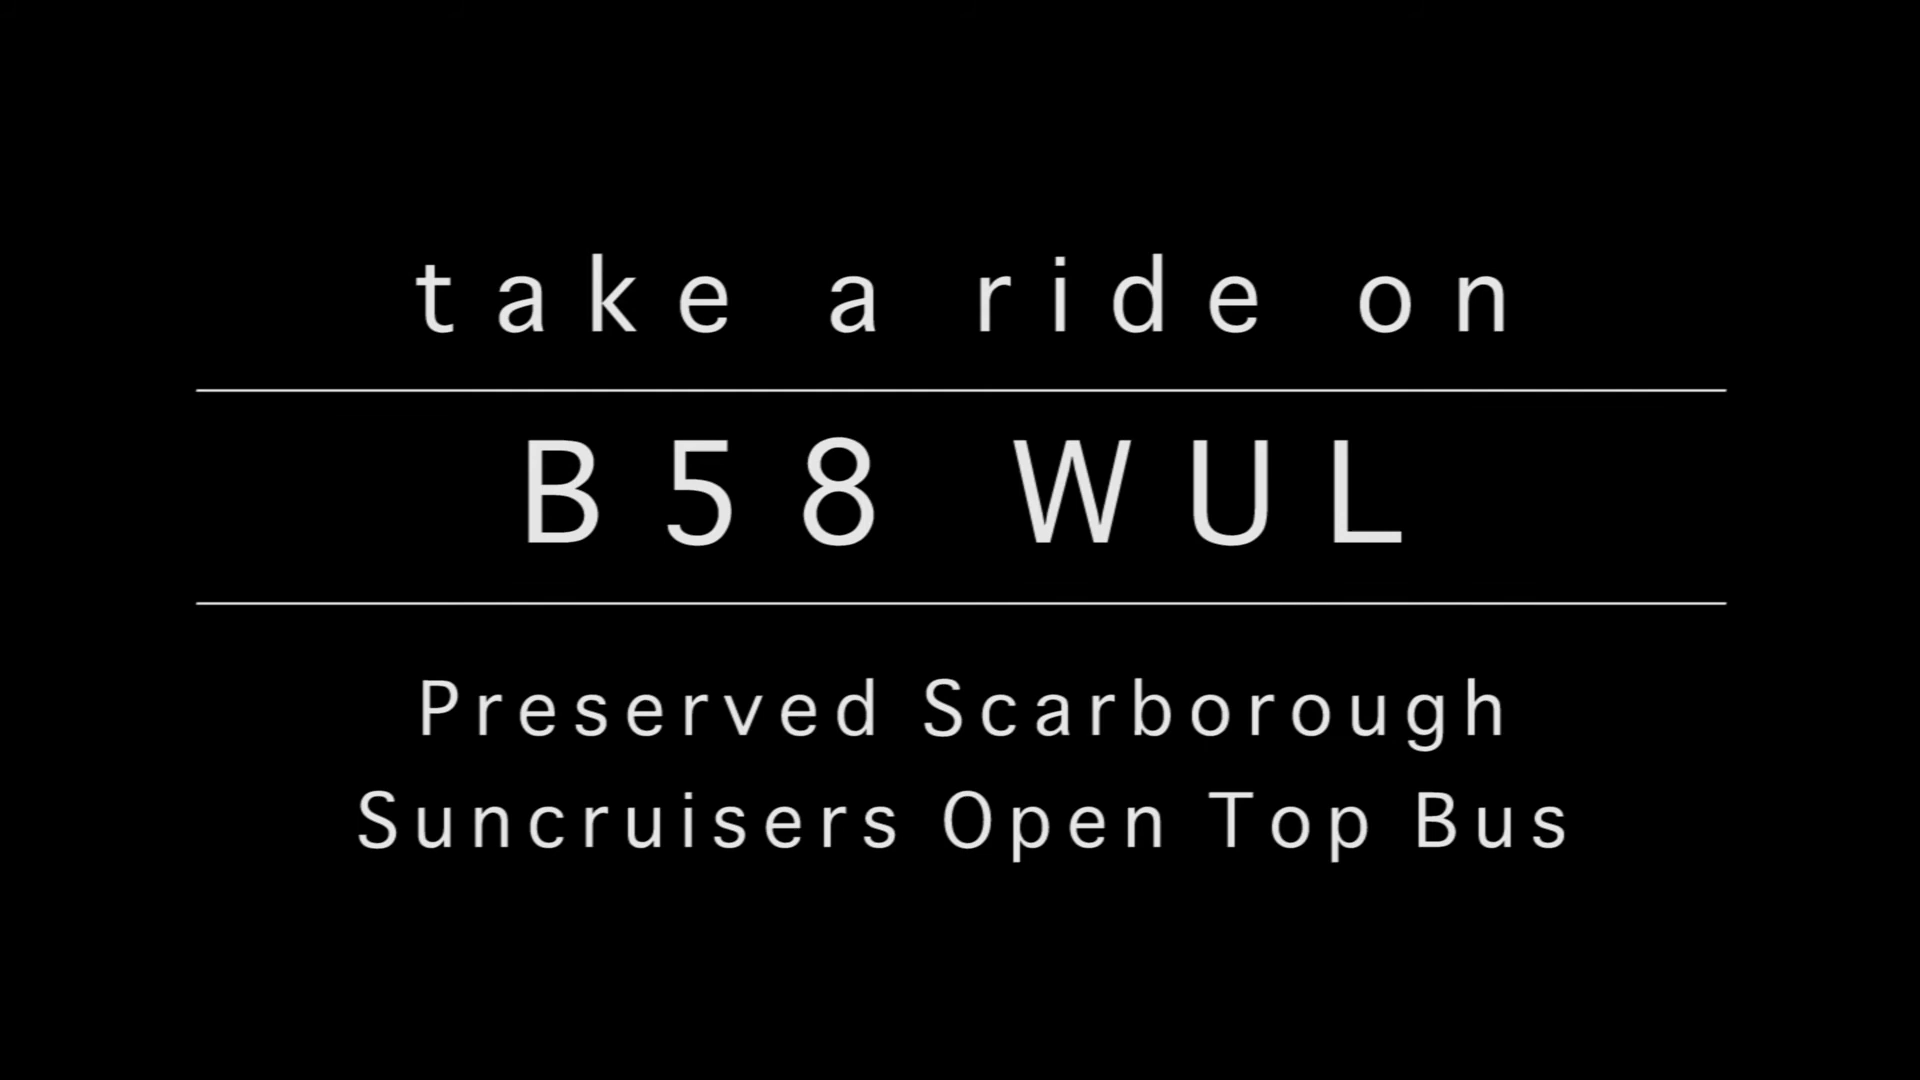 take a ride on
B58 WUL
Preserved Scarborough
Suncruisers Open Top Bus